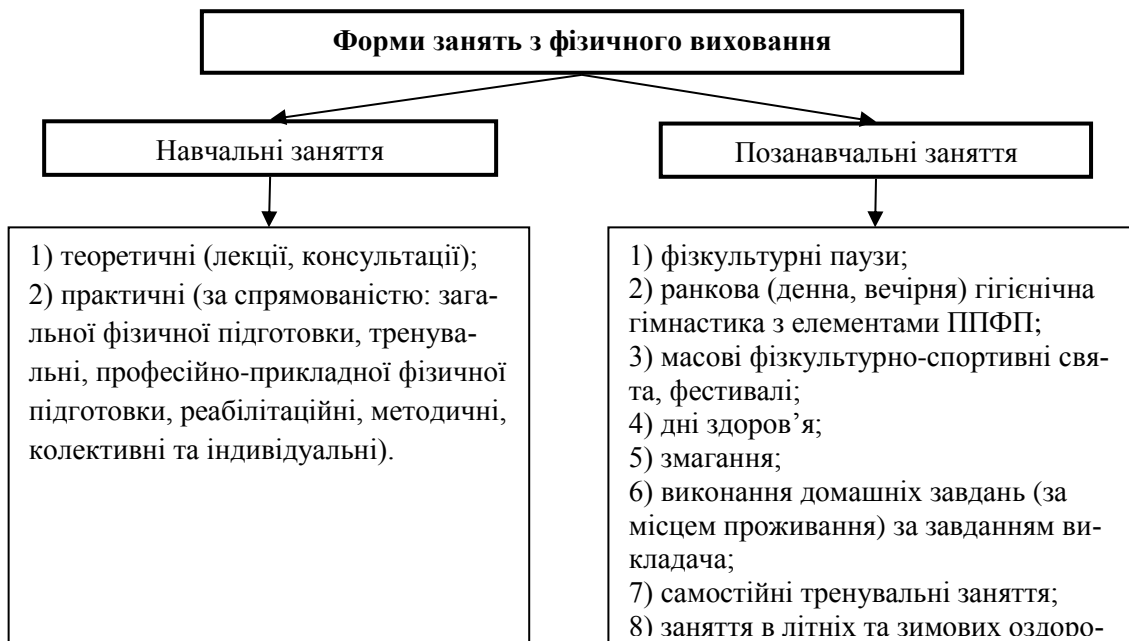 Форми занять з фізичного виховання
Навчальні заняття
Позанавчальні заняття
1) теоретичні (лекції, консультації);
2) практичні (за спрямованістю: зага-
льної фізичної підготовки, тренува-
льні, професійно-прикладної фізичної
підготовки, реабілітаційні, методичні,
колективні та індивідуальні).
1) фізкультурні паузи;
2) ранкова (денна, вечірня) гігієнічна
гімнастика з елементами ППФП;
3) масові фізкультурно-спортивні свя-
та, фестивалі;
4) дні здоров’я;
5) змагання;
6) виконання домашніх завдань (за
місцем проживання) за завданням ви-
кладача;
7) самостійні тренувальні заняття;
8) заняття в літніх та зимових оздоро-